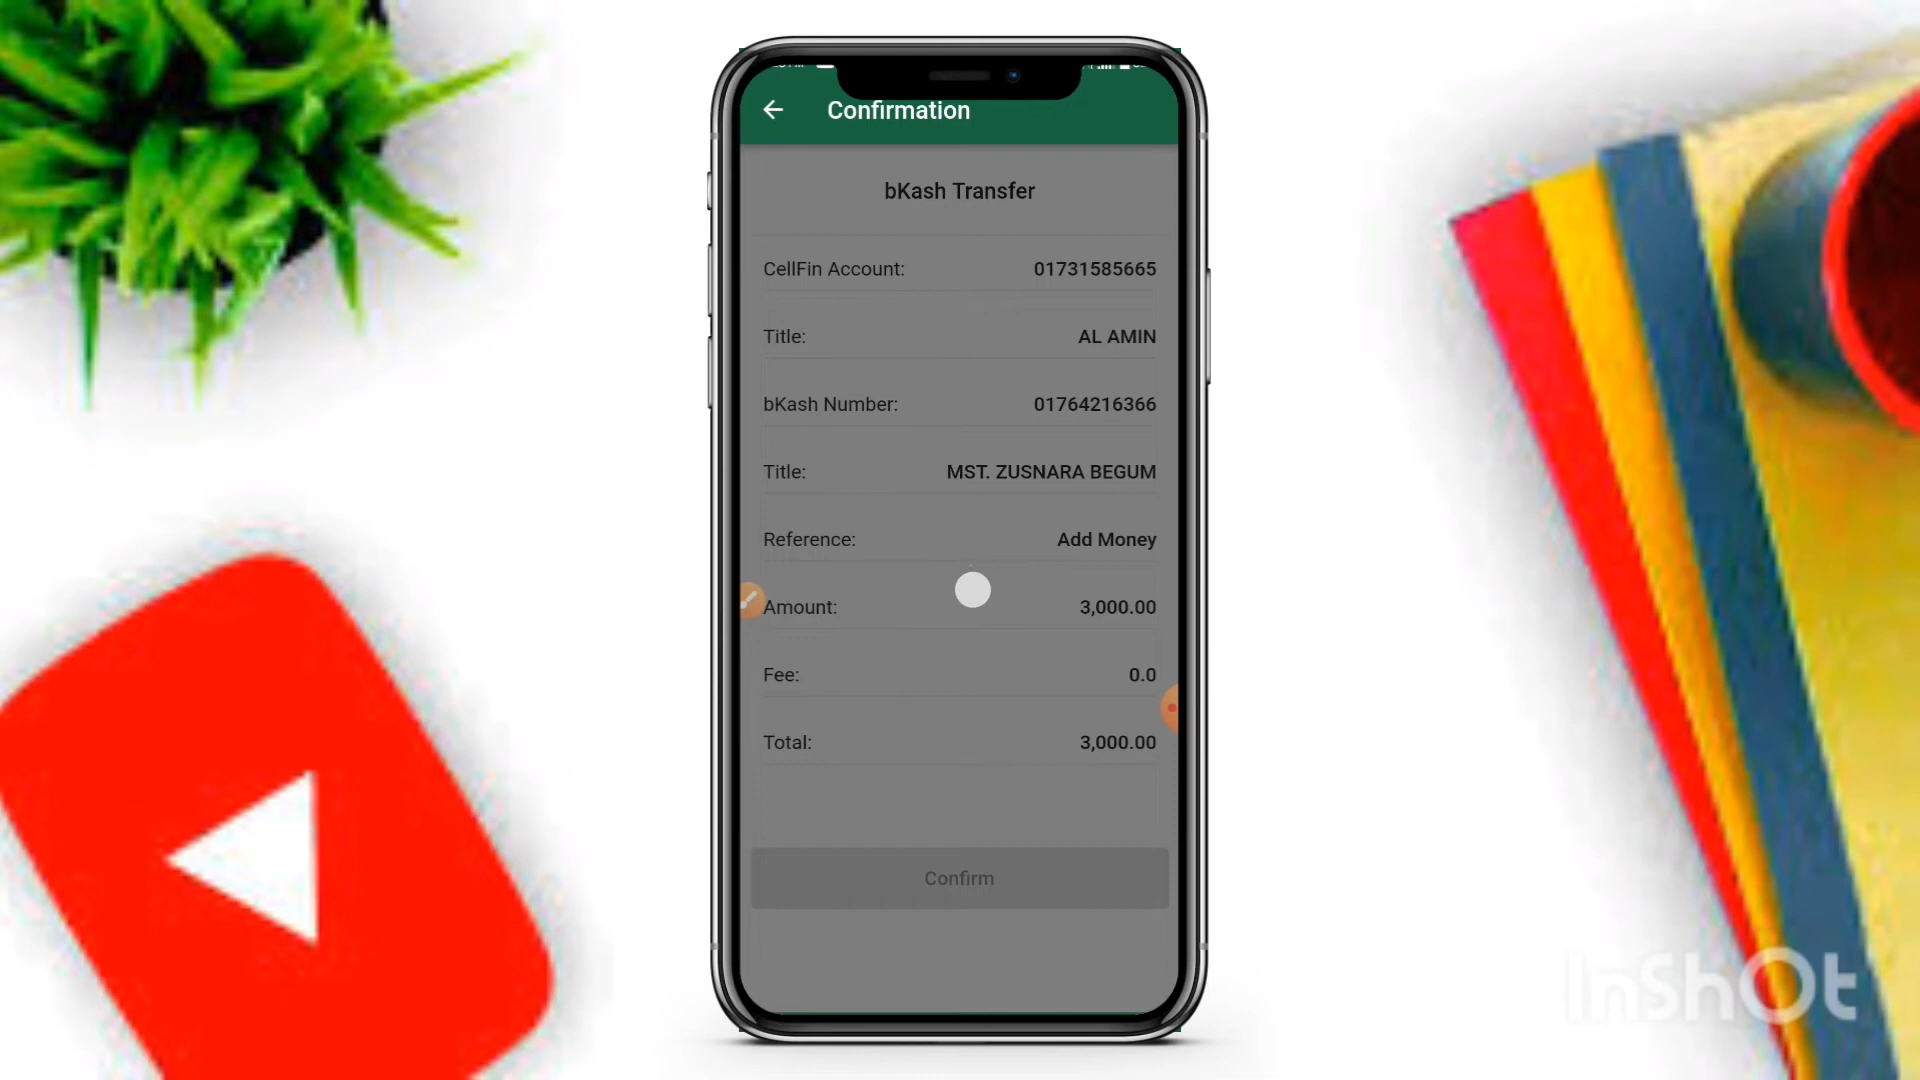 Confirmation
bKash Transfer
CellFin Account: 01731585665
Title: AL AMIN
bKash Number: 01764216366
Title: MST. ZUSNARA BEGUM
Reference: Add Money
Amount: 3,000.00
Fee: 0.0
Total: 3,000.00
Confirm
InShOt